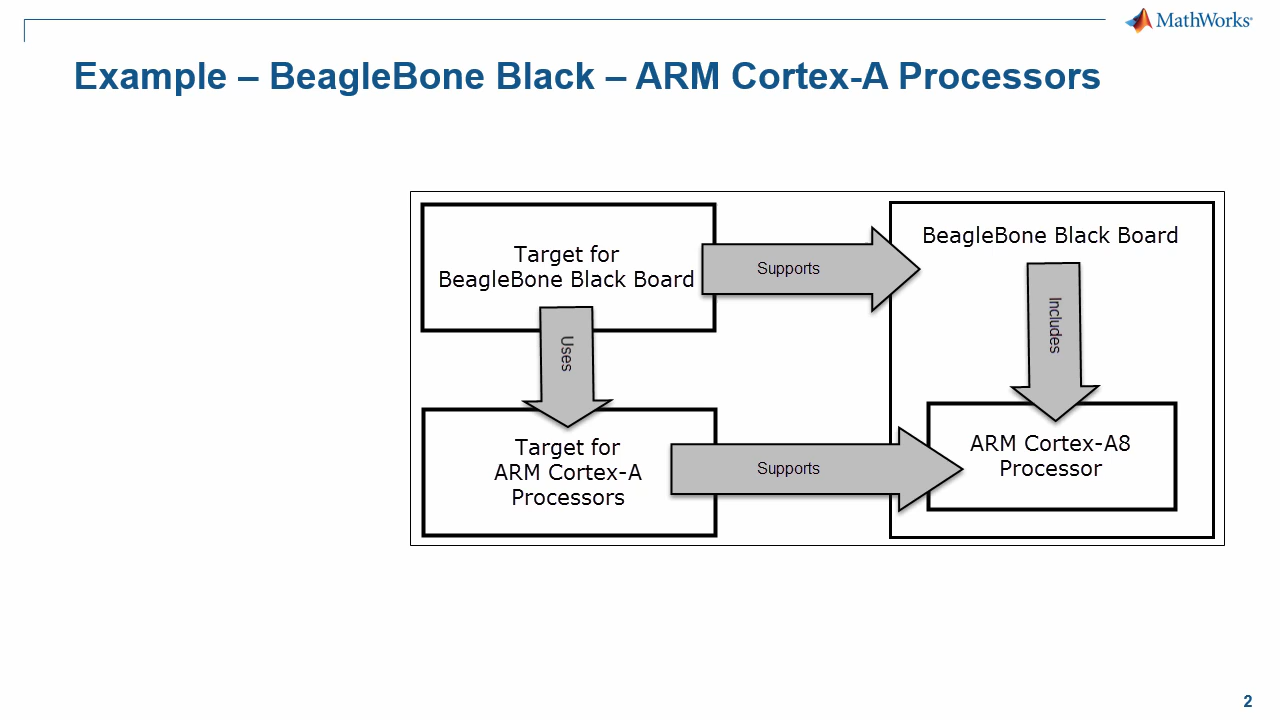 MathWorks®
Example – BeagleBone Black – ARM Cortex-A Processors
Target for
BeagleBone Black Board
Supports
BeagleBone Black Board
Uses
Includes
Target for
ARM Cortex-A
Processors
Supports
ARM Cortex-A8
Processor
2